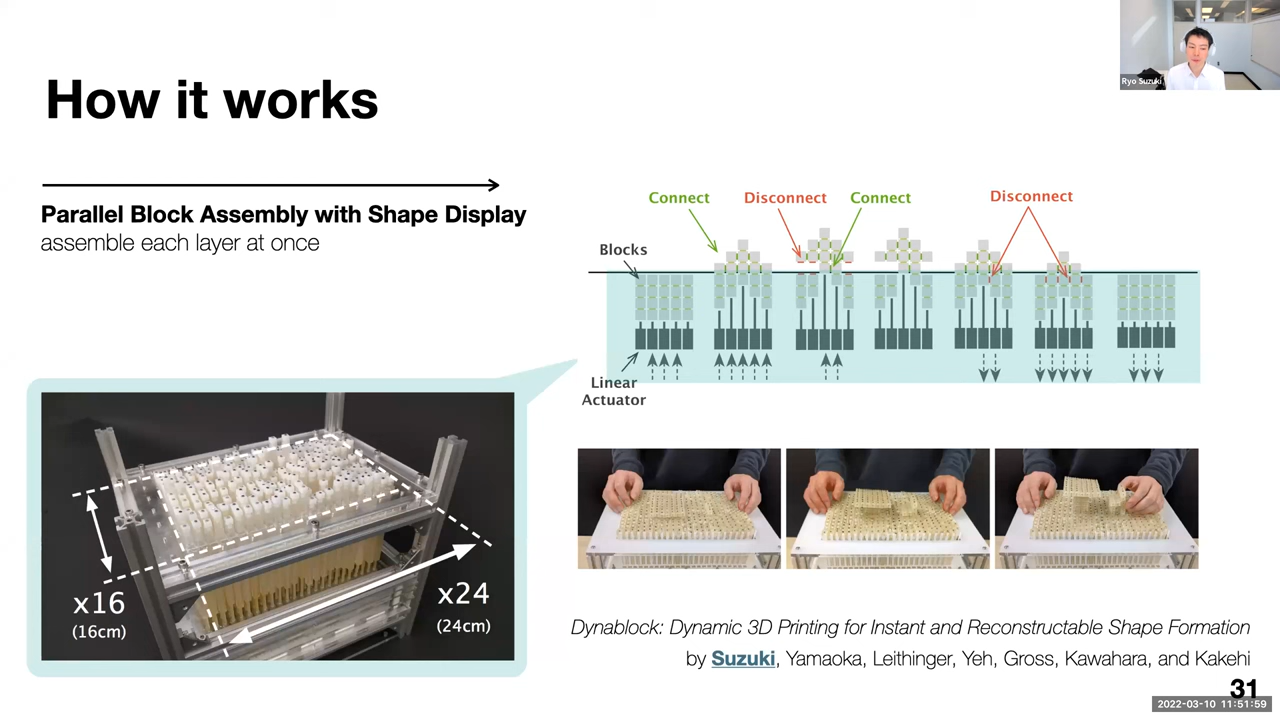 Ryo Suzuki
How it works
Parallel Block Assembly with Shape Display
assemble each layer at once
Connect
Disconnect
Connect
Disconnect
Blocks
Linear
Actuator
x16
(16cm)
x24
(24cm)
Dynablock: Dynamic 3D Printing for Instant and Reconstructable Shape Formation
by Suzuki, Yamaoka, Leithinger, Yeh, Gross, Kawahara, and Kakehi
31
2022-03-10 11:51:59